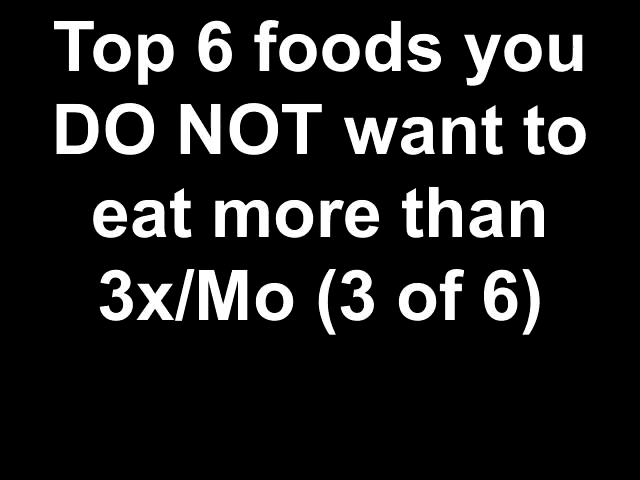 Top 6 foods you
DO NOT want to
eat more than
3x/Mo (3 of 6)